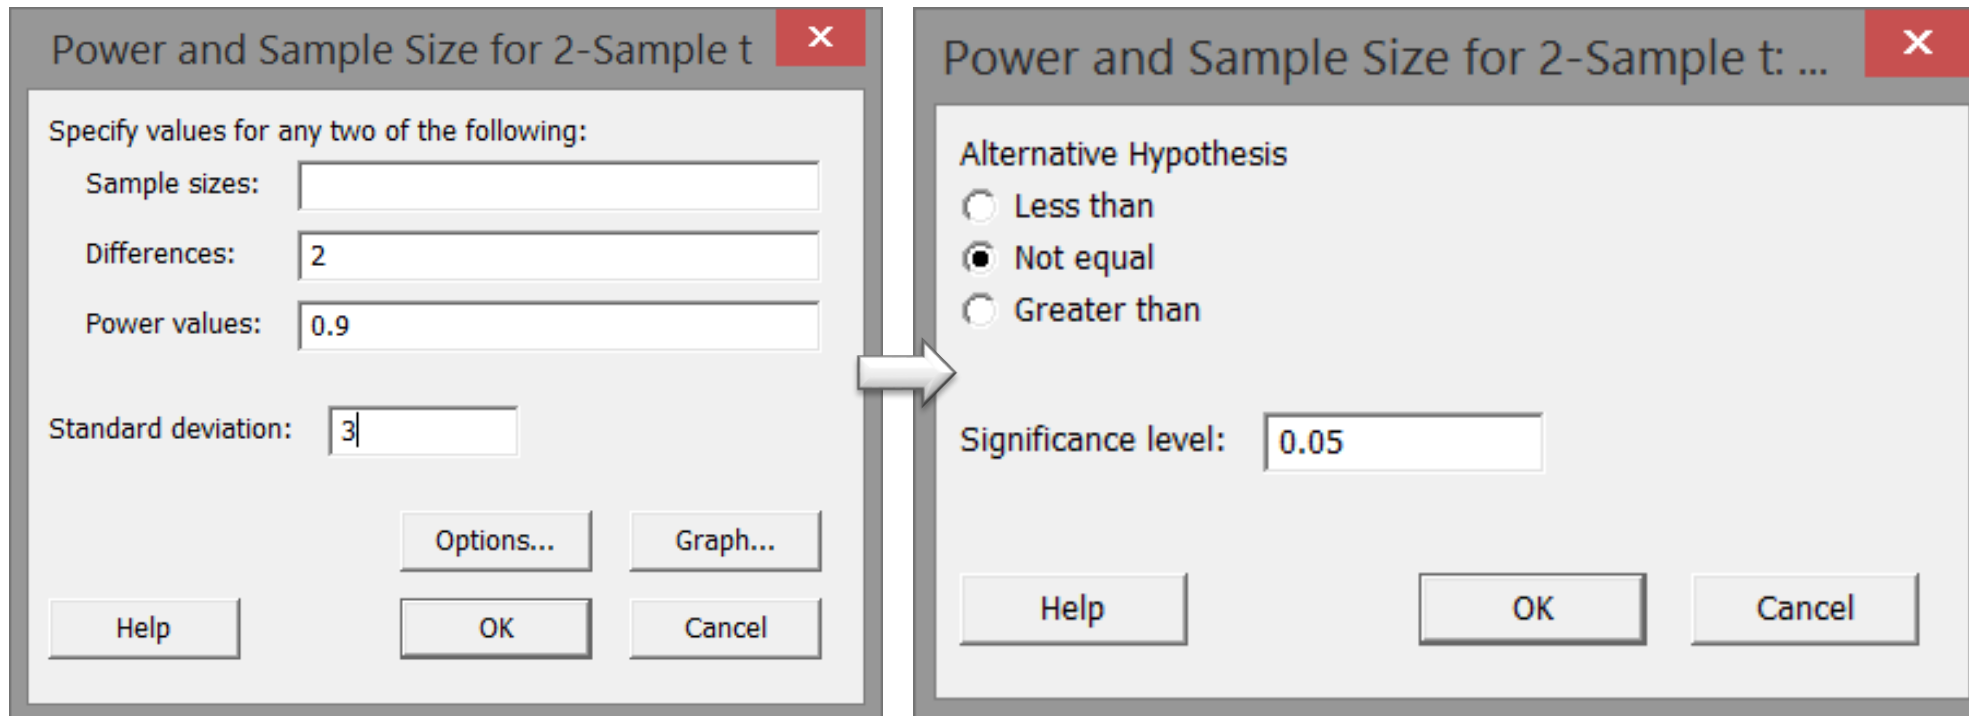 Power and Sample Size for 2-Sample t
Specify values for any two of the following:
Sample sizes:
Differences: 2
Power values: 0.9
Standard deviation: 3
Options... Graph...
Help OK Cancel
Power and Sample Size for 2-Sample t: ...
Alternative Hypothesis
Less than
Not equal
Greater than
Significance level: 0.05
Help OK Cancel